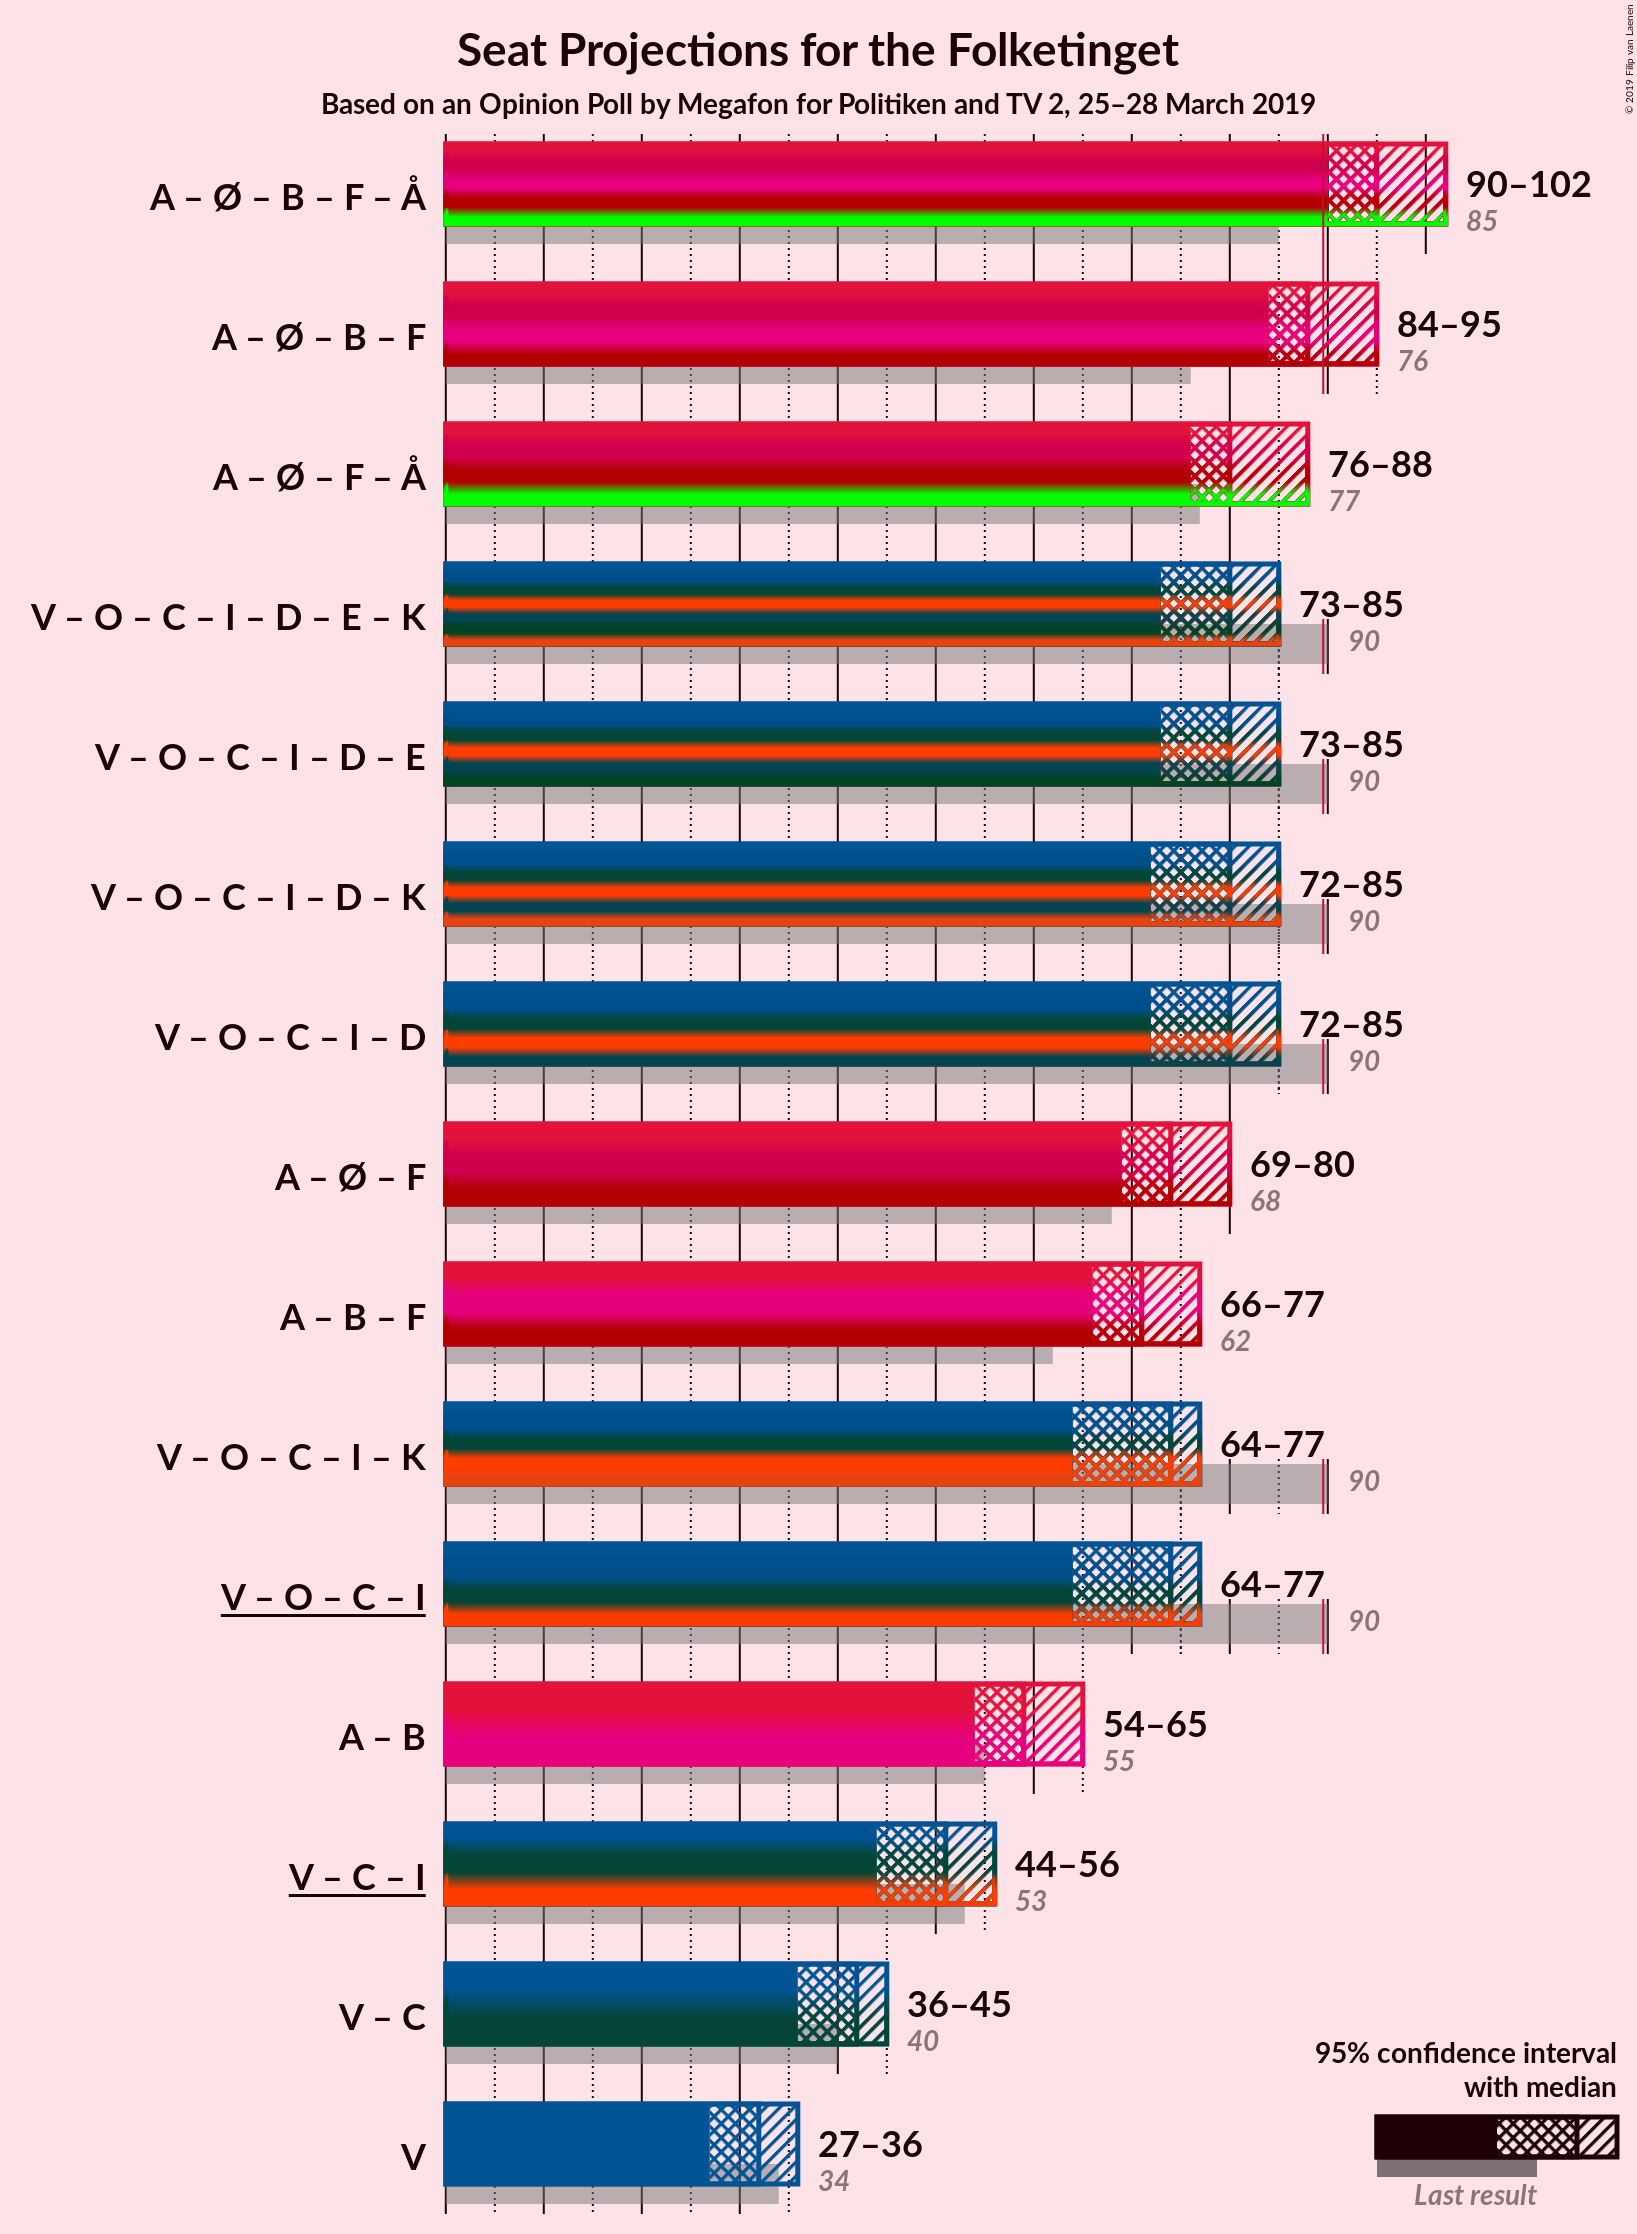 © 2019 Filip van Laenen
Seat Projections for the Folketinget
Based on an Opinion Poll by Megafon for Politiken and TV 2, 25–28 March 2019
A – Ø – B – F – Å
90–102
85
A – Ø – B – F
84–95
76
A – Ø – F – Å
76–88
77
V – O – C – I – D – E – K
73–85
90
V – O – C – I – D – E
73–85
90
V – O – C – I – D – K
72–85
90
V – O – C – I – D
72–85
90
A – Ø – F
69–80
68
A – B – F
66–77
62
V – O – C – I – K
64–77
90
V – O – C – I
64–77
90
A – B
54–65
55
V – C – I
44–56
53
V – C
36–45
40
V
27–36
34
95% confidence interval
with median
Last result